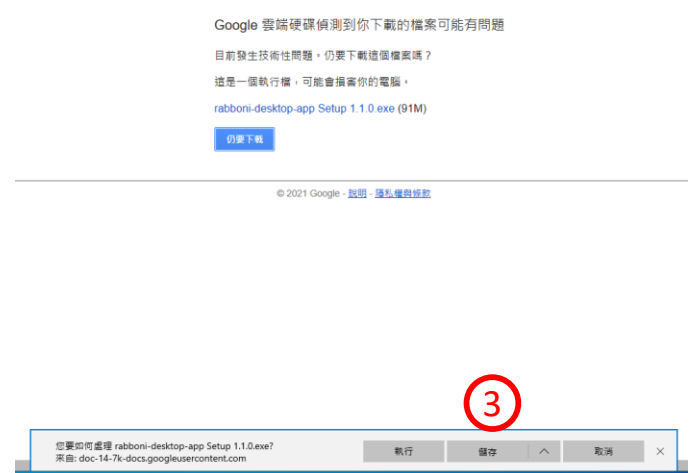 Google 雲端硬碟偵測到你下載的檔案可能有問題
目前發生技術性問題。仍要下載這個檔案嗎？
這是一個執行檔，可能會損害你的電腦。
rabboni-desktop-app Setup 1.1.0.exe (91M)
仍要下載
© 2021 Google - 說明 - 隱私權與條款
3
您要如何處理 rabboni-desktop-app Setup 1.1.0.exe?
來自: doc-14-7k-docs.googleusercontent.com
執行 儲存 取消